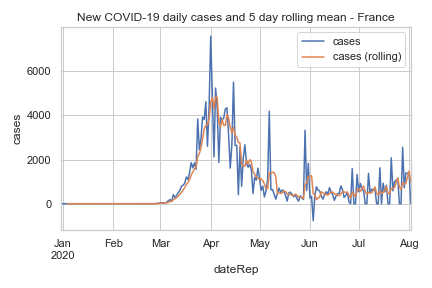 New COVID-19 daily cases and 5 day rolling mean - France
cases
cases (rolling)
cases
6000
4000
2000
0
Jan Feb Mar Apr May Jun Jul Aug
2020
dateRep